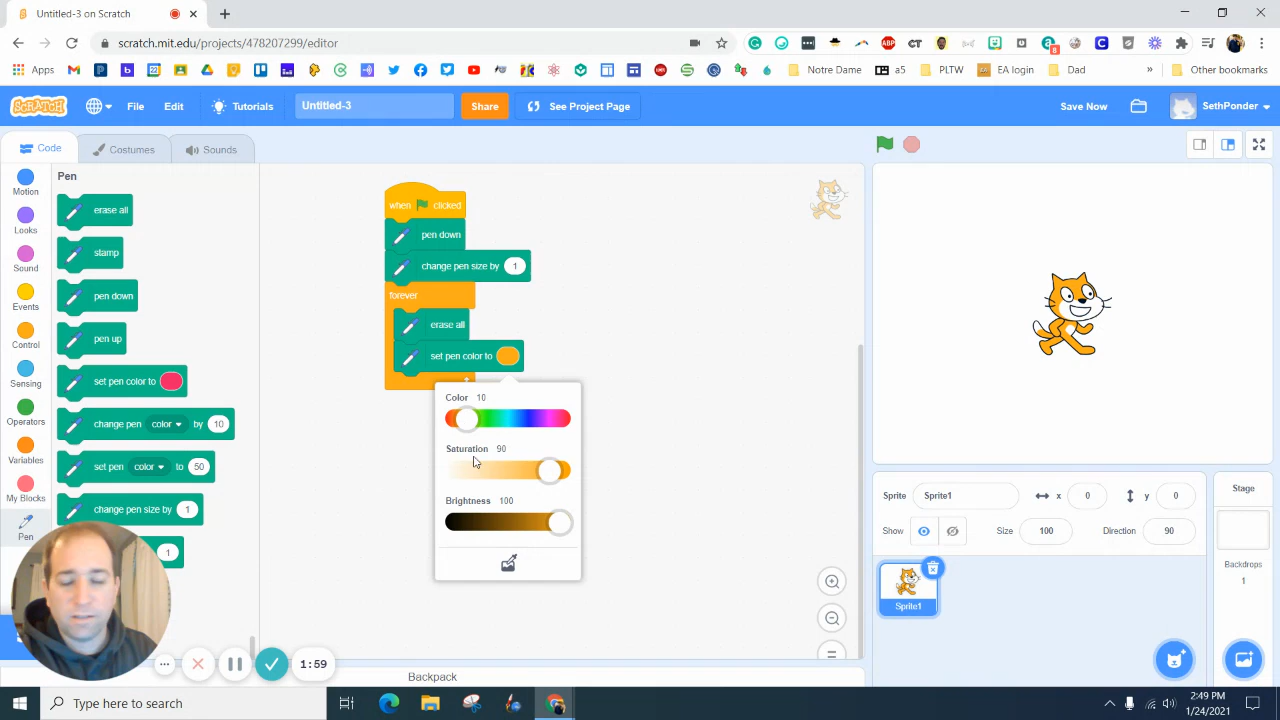 Untitled-3 on Scratch
scratch.mit.edu/projects/478207299/editor
ABP
CT
8
Apps
Notre Dame
a5
PLTW
EA login
Dad
»
Other bookmarks
SCRATCH
File
Edit
Tutorials
Untitled-3
Share
See Project Page
Save Now
SethPonder
Code
Costumes
Sounds
Motion
Looks
Sound
Events
Control
Sensing
Operators
Variables
My Blocks
Pen
Pen
erase all
stamp
pen down
pen up
set pen color to
change pen color by 10
set pen color to 50
change pen size by 1
1
when clicked
pen down
change pen size by 1
forever
erase all
set pen color to
Color 10
Saturation 90
Brightness 100
Sprite Sprite1
x 0
y 0
Show
Size 100
Direction 90
Sprite1
Stage
Backdrops
1
Backpack
1:59
Type here to search
2:49 PM
1/24/2021